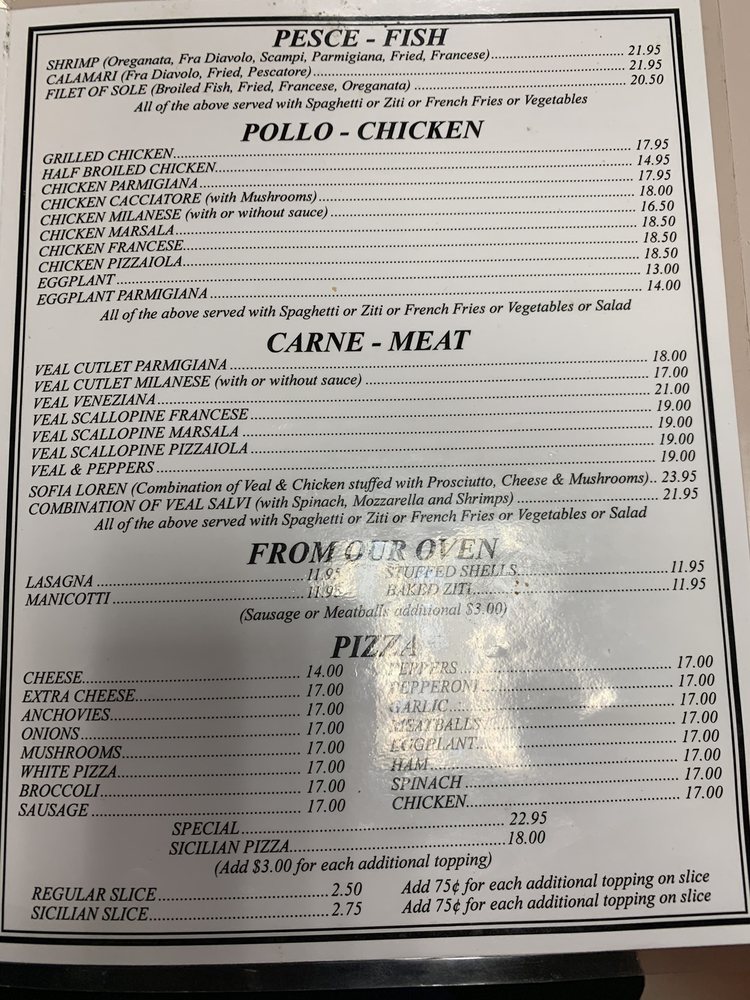 PESCE - FISH
SHRIMP (Oreganata, Fra Diavolo, Scampi, Parmigiana, Fried, Francese) 21.95
CALAMARI (Fra Diavolo, Fried, Pescatore) 21.95
FILET OF SOLE (Broiled Fish, Fried, Francese, Oreganata) 20.50
All of the above served with Spaghetti or Ziti or French Fries or Vegetables
POLLO - CHICKEN
GRILLED CHICKEN 17.95
HALF BROILED CHICKEN 14.95
CHICKEN PARMIGIANA 17.95
CHICKEN CACCIATORE (with Mushrooms) 18.00
CHICKEN MILANESE (with or without sauce) 16.50
CHICKEN MARSALA 18.50
CHICKEN FRANCESE 18.50
CHICKEN PIZZAIOLA 18.50
EGGPLANT 13.00
EGGPLANT PARMIGIANA 14.00
All of the above served with Spaghetti or Ziti or French Fries or Vegetables or Salad
CARNE - MEAT
VEAL CUTLET PARMIGIANA 18.00
VEAL CUTLET MILANESE (with or without sauce) 17.00
VEAL VENEZIANA 21.00
VEAL SCALLOPINE FRANCESE 19.00
VEAL SCALLOPINE MARSALA 19.00
VEAL SCALLOPINE PIZZAIOLA 19.00
VEAL & PEPPERS 19.00
SOFIA LOREN (Combination of Veal & Chicken stuffed with Prosciutto, Cheese & Mushrooms) 23.95
COMBINATION OF VEAL SALVI (with Spinach, Mozzarella and Shrimps) 21.95
All of the above served with Spaghetti or Ziti or French Fries or Vegetables or Salad
FROM OUR OVEN
LASAGNA 11.95 STUFFED SHELLS 11.95
MANICOTTI 11.95 BAKED ZITI 11.95
(Sausage or Meatballs additional $3.00)
PIZZA
CHEESE 14.00 PEPPERS 17.00
EXTRA CHEESE 17.00 PEPPERONI 17.00
ANCHOVIES 17.00 GARLIC 17.00
ONIONS 17.00 MEATBALLS 17.00
MUSHROOMS 17.00 EGGPLANT 17.00
WHITE PIZZA 17.00 HAM 17.00
BROCCOLI 17.00 SPINACH 17.00
SAUSAGE 17.00 CHICKEN 17.00
SPECIAL 22.95
SICILIAN PIZZA 18.00
(Add $3.00 for each additional topping)
REGULAR SLICE 2.50 Add 75¢ for each additional topping on slice
SICILIAN SLICE 2.75 Add 75¢ for each additional topping on slice